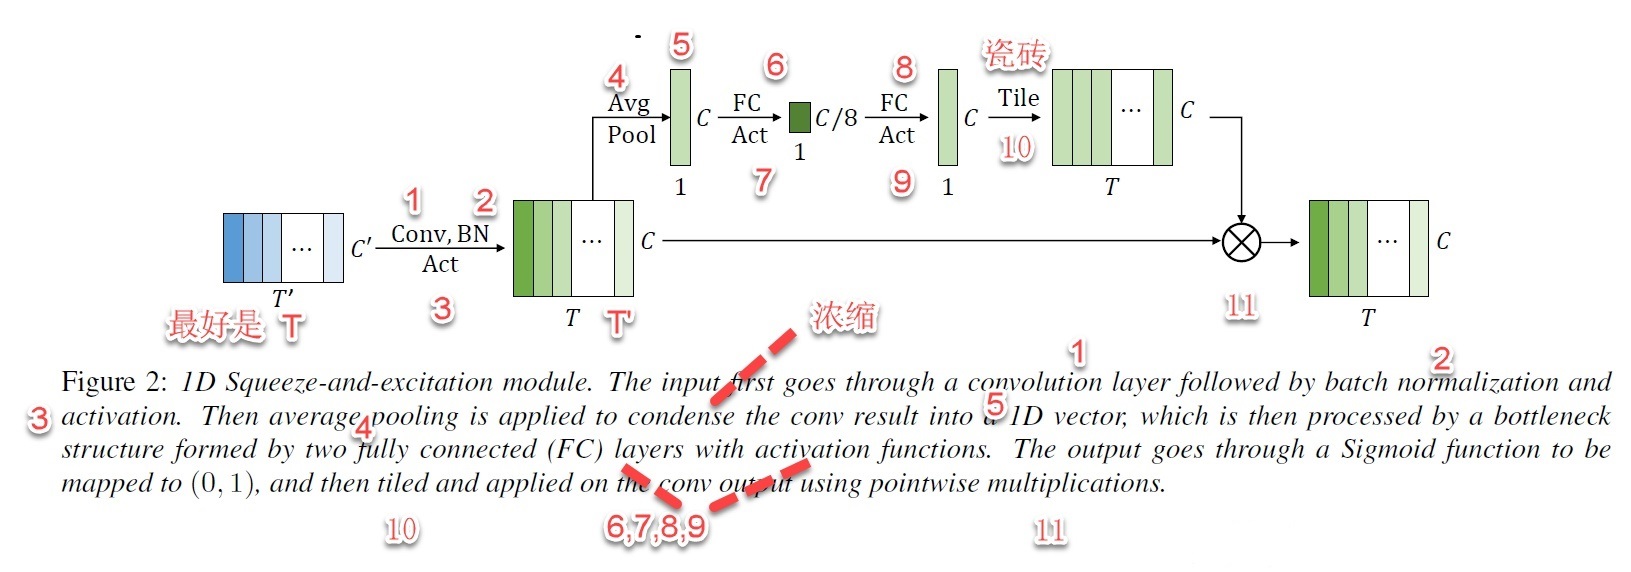 5
瓷砖
4
6
8
Avg
Pool
C
FC
Act
C/8
FC
Act
C
Tile
...
C
1
1
1
T
7
9
10
1
2
...
C′
Conv, BN
Act
...
C
...
C
T′
T
T
最好是 T
3
T'
浓缩
11
1
2
Figure 2: 1D Squeeze-and-excitation module. The input first goes through a convolution layer followed by batch normalization and
3
activation. Then average pooling is applied to condense the conv result into a 1D vector, which is then processed by a bottleneck
4
5
structure formed by two fully connected (FC) layers with activation functions. The output goes through a Sigmoid function to be
mapped to (0, 1), and then tiled and applied on the conv output using pointwise multiplications.
10
6,7,8,9
11